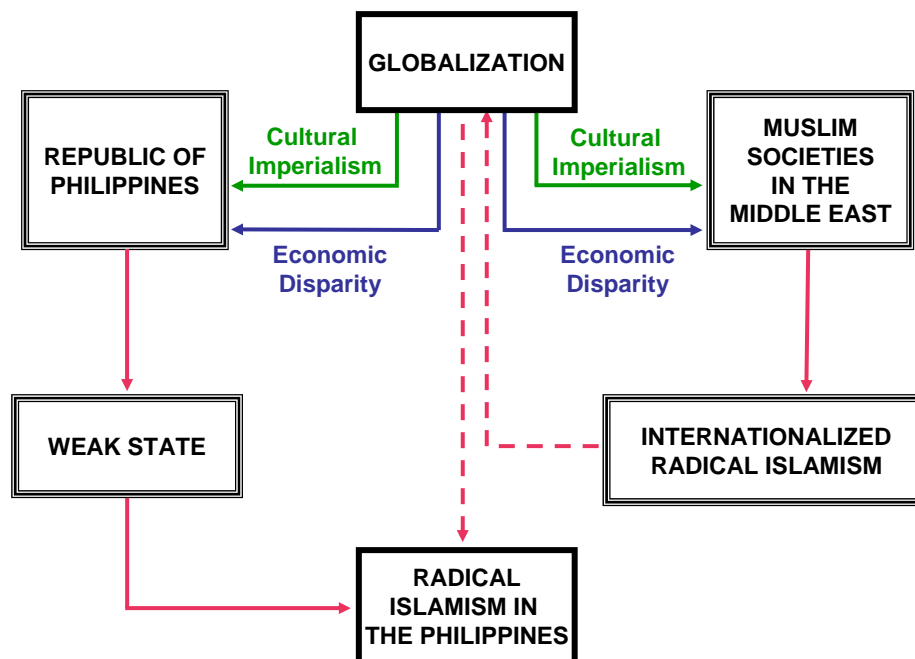 GLOBALIZATION
REPUBLIC OF
PHILIPPINES
Cultural
Imperialism
Economic
Disparity
Cultural
Imperialism
Economic
Disparity
MUSLIM
SOCIETIES
IN THE
MIDDLE EAST
WEAK STATE
INTERNATIONALIZED
RADICAL ISLAMISM
RADICAL
ISLAMISM IN
THE PHILIPPINES